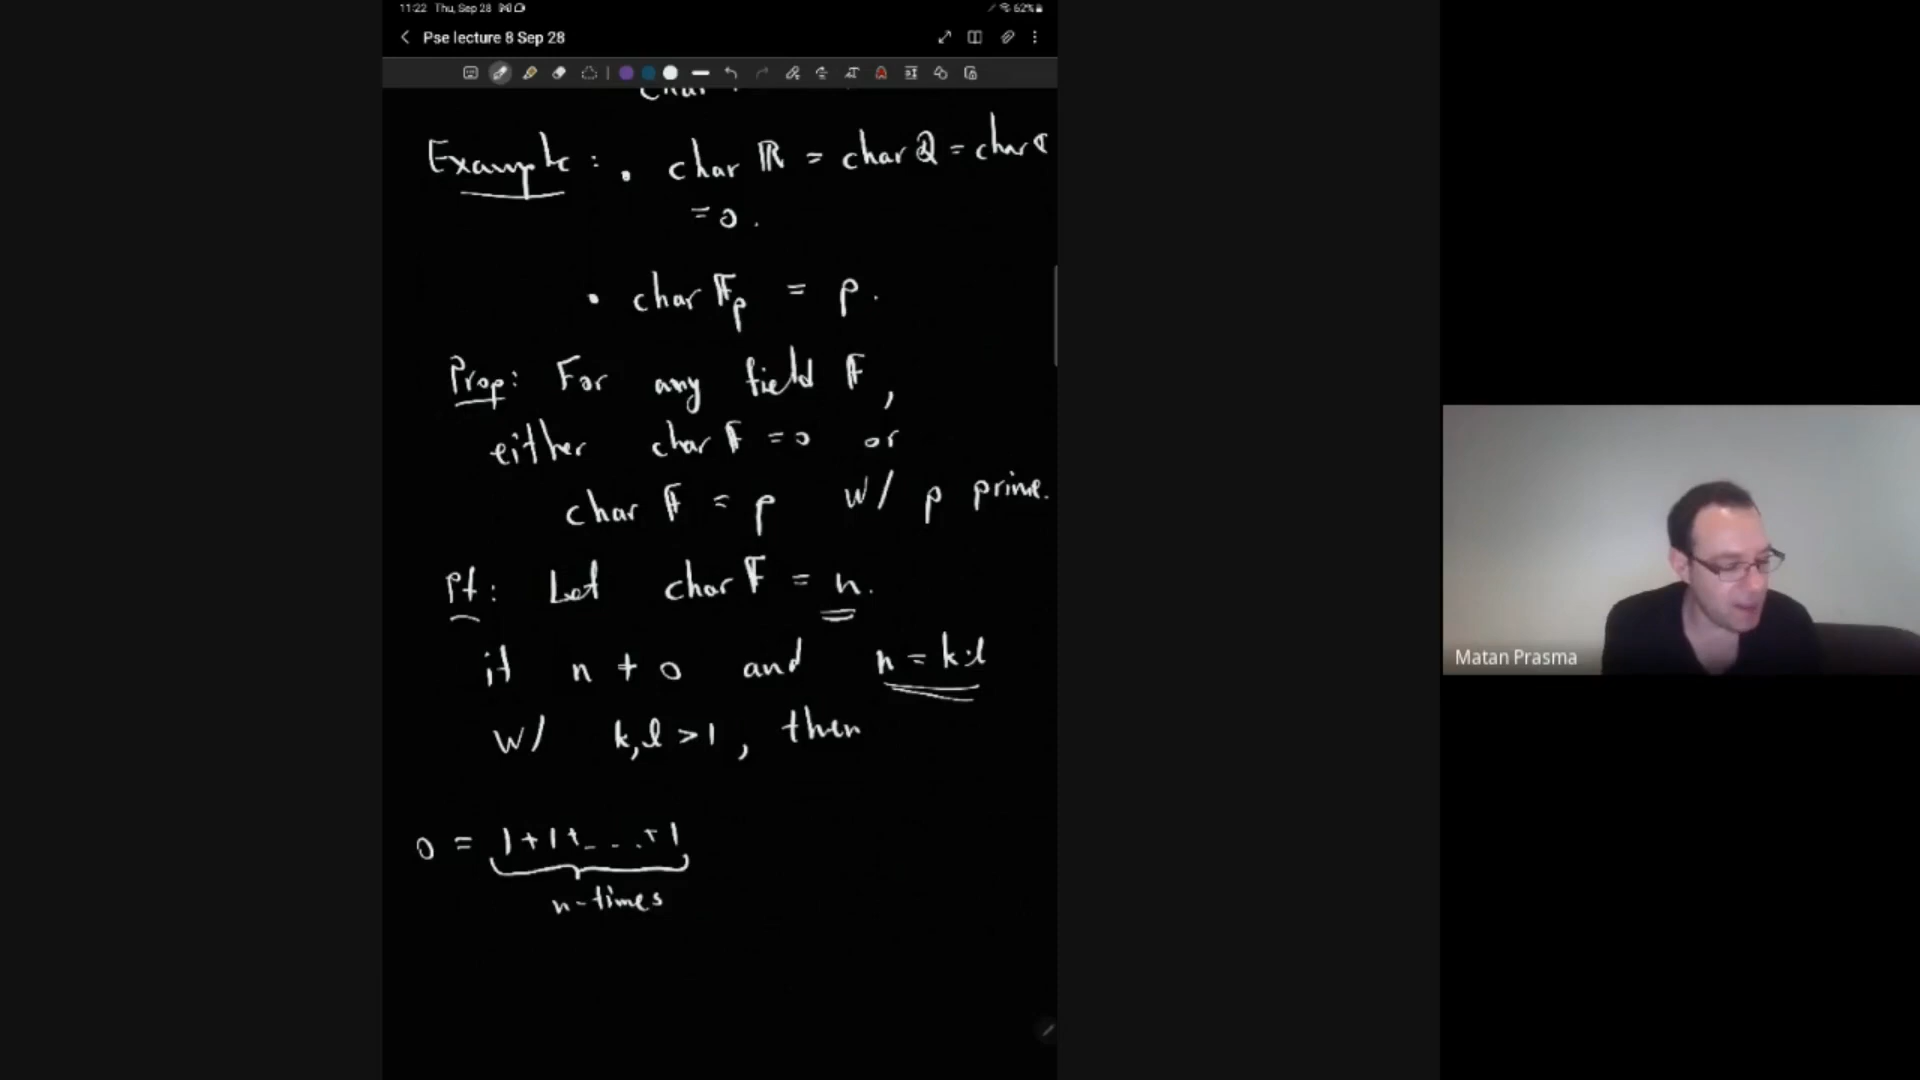 11:22 Thu, Sep 28
62%
Pse lecture 8 Sep 28
char
Example: • char ℝ = char ℚ = char ℂ
= 0.
• char 𝔽p = p.
Prop: For any field 𝔽,
either char 𝔽 = 0 or
char 𝔽 = p w/ p prime.
Pf: Let char 𝔽 = n.
if n ≠ 0 and n = k·l
w/ k,l > 1, then
0 = 1+1+...+1
n-times
Matan Prasma